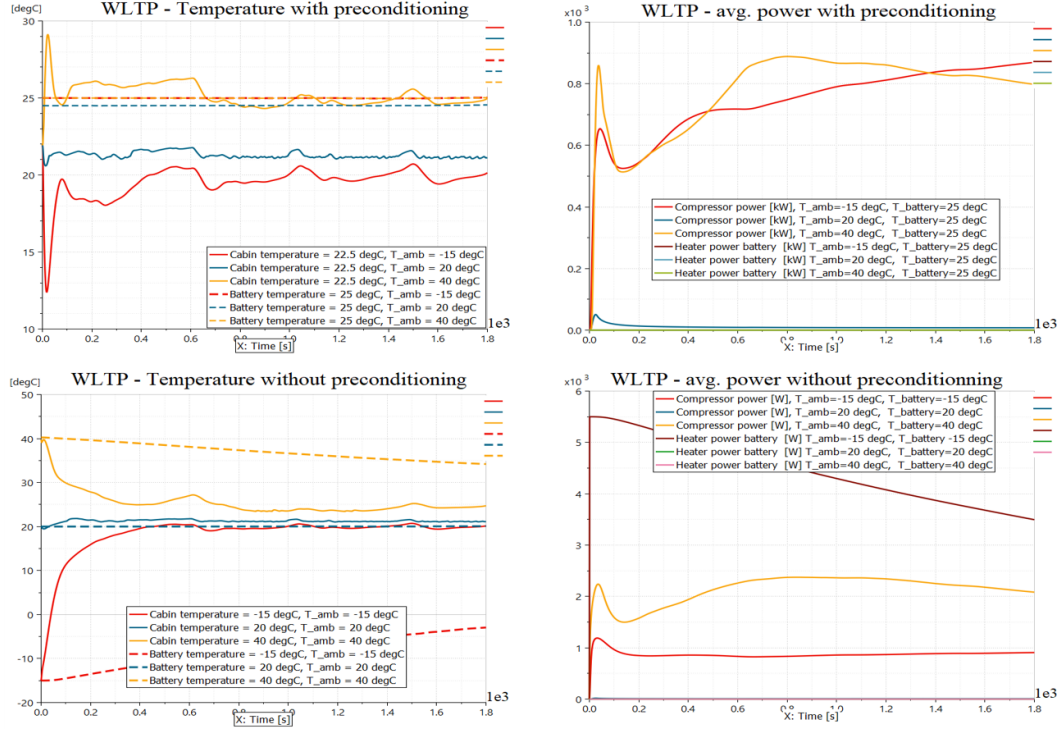 [degC]
WLTP - Temperature with preconditioning
30
25
20
15
10
0.0
0.2
0.4
0.6
0.8
1.0
1.2
1.4
1.6
1.8
1e3
X: Time [s]
Cabin temperature = 22.5 degC, T_amb = -15 degC
Cabin temperature = 22.5 degC, T_amb = 20 degC
Cabin temperature = 22.5 degC, T_amb = 40 degC
Battery temperature = 25 degC, T_amb = -15 degC
Battery temperature = 25 degC, T_amb = 20 degC
Battery temperature = 25 degC, T_amb = 40 degC
x10³
WLTP - avg. power with preconditioning
1.0
0.8
0.6
0.4
0.2
0.0
0.0
0.2
0.4
0.6
0.8
1.0
1.2
1.4
1.6
1.8
1e3
X: Time [s]
Compressor power [kW], T_amb=-15 degC, T_battery=25 degC
Compressor power [kW], T_amb=20 degC, T_battery=25 degC
Compressor power [kW], T_amb=40 degC, T_battery=25 degC
Heater power battery [kW] T_amb=-15 degC, T_battery=25 degC
Heater power battery [kW] T_amb=20 degC, T_battery=25 degC
Heater power battery [kW] T_amb=40 degC, T_battery=25 degC
[degC]
WLTP - Temperature without preconditioning
50
40
30
20
10
0
-10
-20
0.0
0.2
0.4
0.6
0.8
1.0
1.2
1.4
1.6
1.8
1e3
X: Time [s]
Cabin temperature = -15 degC, T_amb = -15 degC
Cabin temperature = 20 degC, T_amb = 20 degC
Cabin temperature = 40 degC, T_amb = 40 degC
Battery temperature = -15 degC, T_amb = -15 degC
Battery temperature = 20 degC, T_amb = 20 degC
Battery temperature = 40 degC, T_amb = 40 degC
x10³
WLTP - avg. power without preconditionning
6
5
4
3
2
1
0
0.0
0.2
0.4
0.6
0.8
1.0
1.2
1.4
1.6
1.8
1e3
X: Time [s]
Compressor power [W], T_amb=-15 degC, T_battery=-15 degC
Compressor power [W], T_amb=20 degC, T_battery=20 degC
Compressor power [W], T_amb=40 degC, T_battery=40 degC
Heater power battery [W] T_amb=-15 degC, T_battery -15 degC
Heater power battery [W] T_amb=20 degC, T_battery=20 degC
Heater power battery [W] T_amb=40 degC, T_battery=40 degC